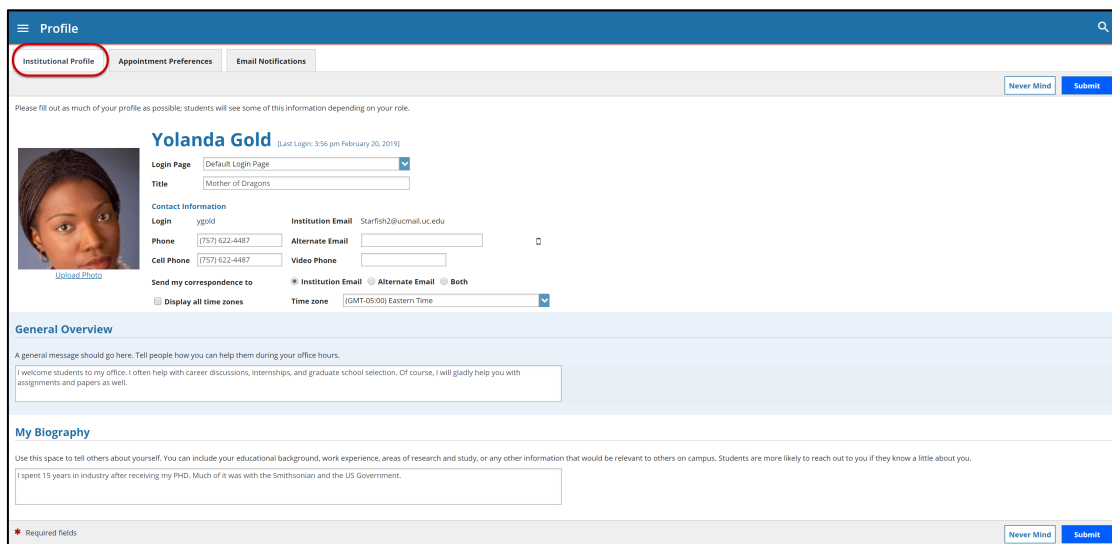 Profile
Institutional Profile Appointment Preferences Email Notifications
Never Mind Submit
Please fill out as much of your profile as possible; students will see some of this information depending on your role.
Yolanda Gold [Last Login: 3:56 pm February 20, 2019]
Login Page Default Login Page
Title Mother of Dragons
Contact Information
Login ygold Institution Email Starfish2@ucmail.uc.edu
Phone (757) 622-4487 Alternate Email
Cell Phone (757) 622-4487 Video Phone
Upload Photo
Send my correspondence to Institution Email Alternate Email Both
Display all time zones Time zone (GMT-05:00) Eastern Time
General Overview
A general message should go here. Tell people how you can help them during your office hours.
I welcome students to my office. I often help with career discussions, internships, and graduate school selection. Of course, I will gladly help you with
assignments and papers as well.
My Biography
Use this space to tell others about yourself. You can include your educational background, work experience, areas of research and study, or any other information that would be relevant to others on campus. Students are more likely to reach out to you if they know a little about you.
I spent 15 years in industry after receiving my PHD. Much of it was with the Smithsonian and the US Government.
* Required fields
Never Mind Submit